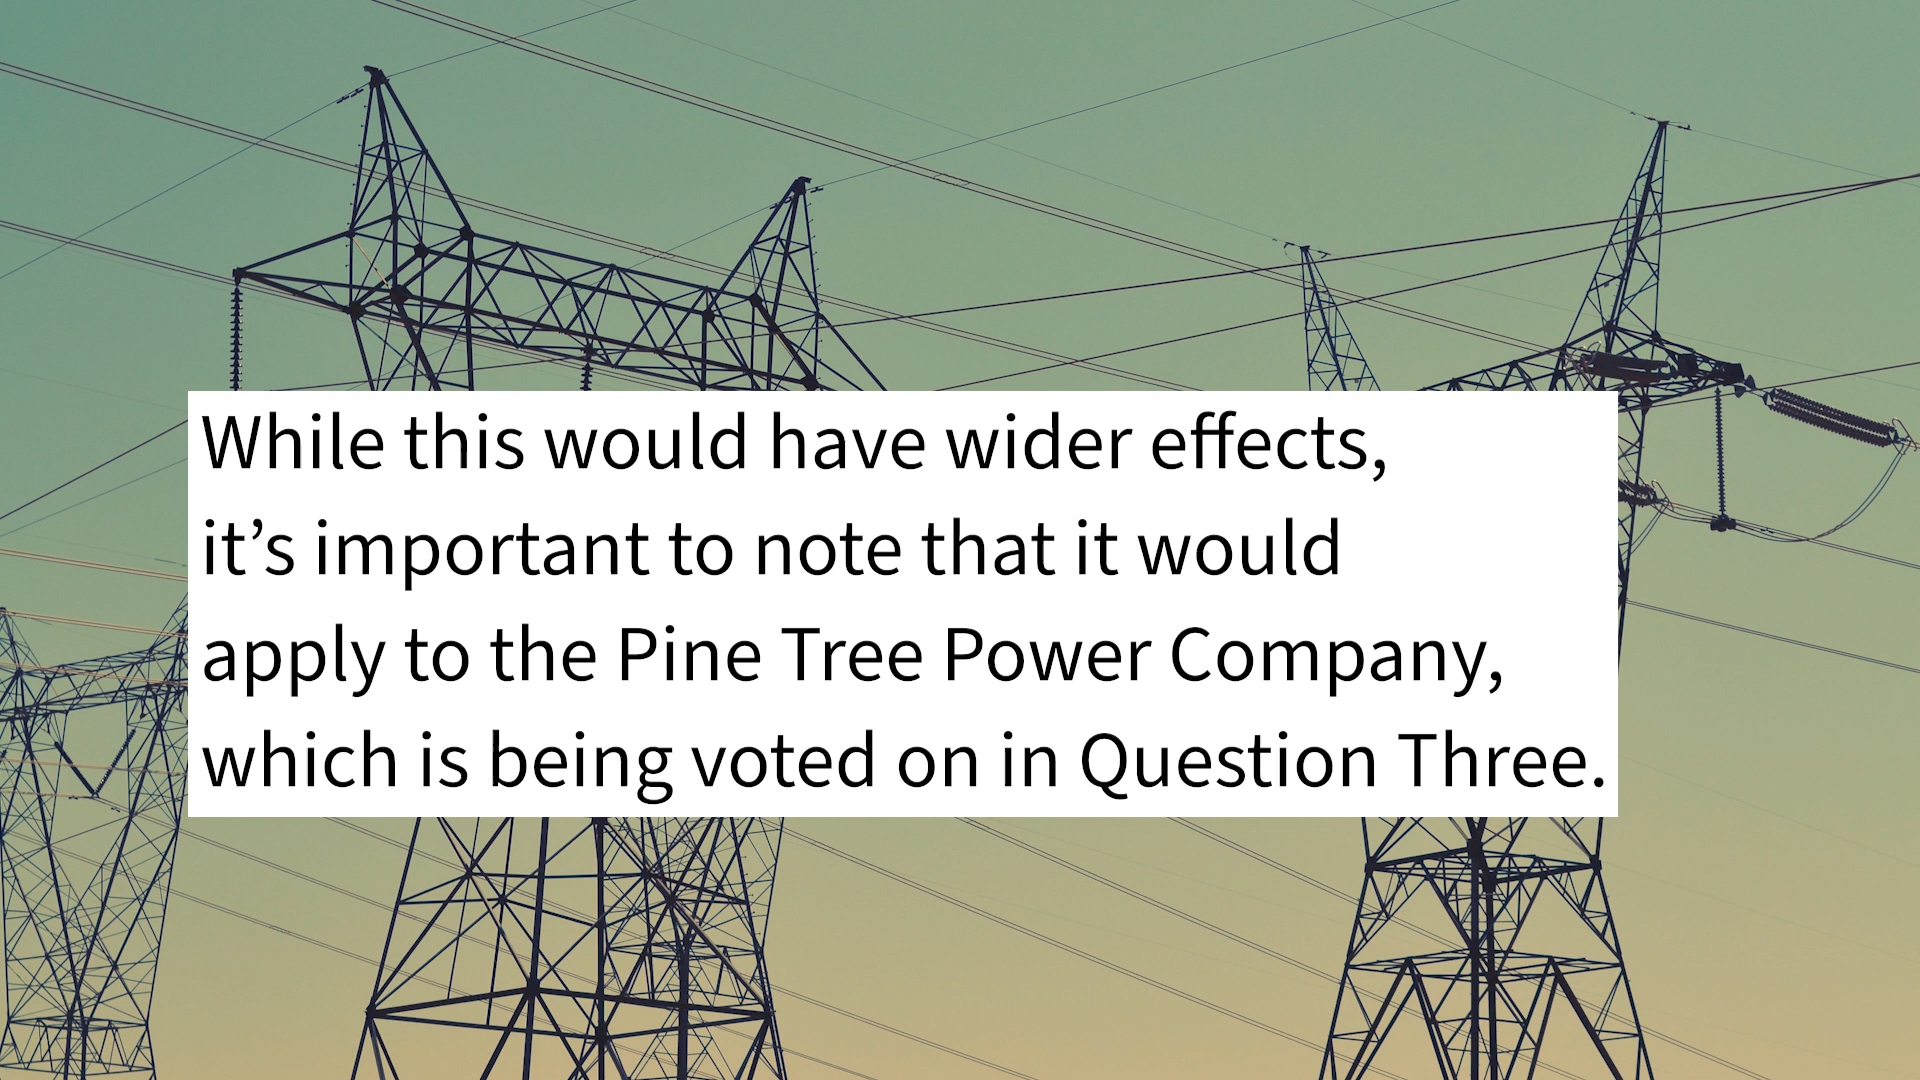 While this would have wider effects,
it’s important to note that it would
apply to the Pine Tree Power Company,
which is being voted on in Question Three.